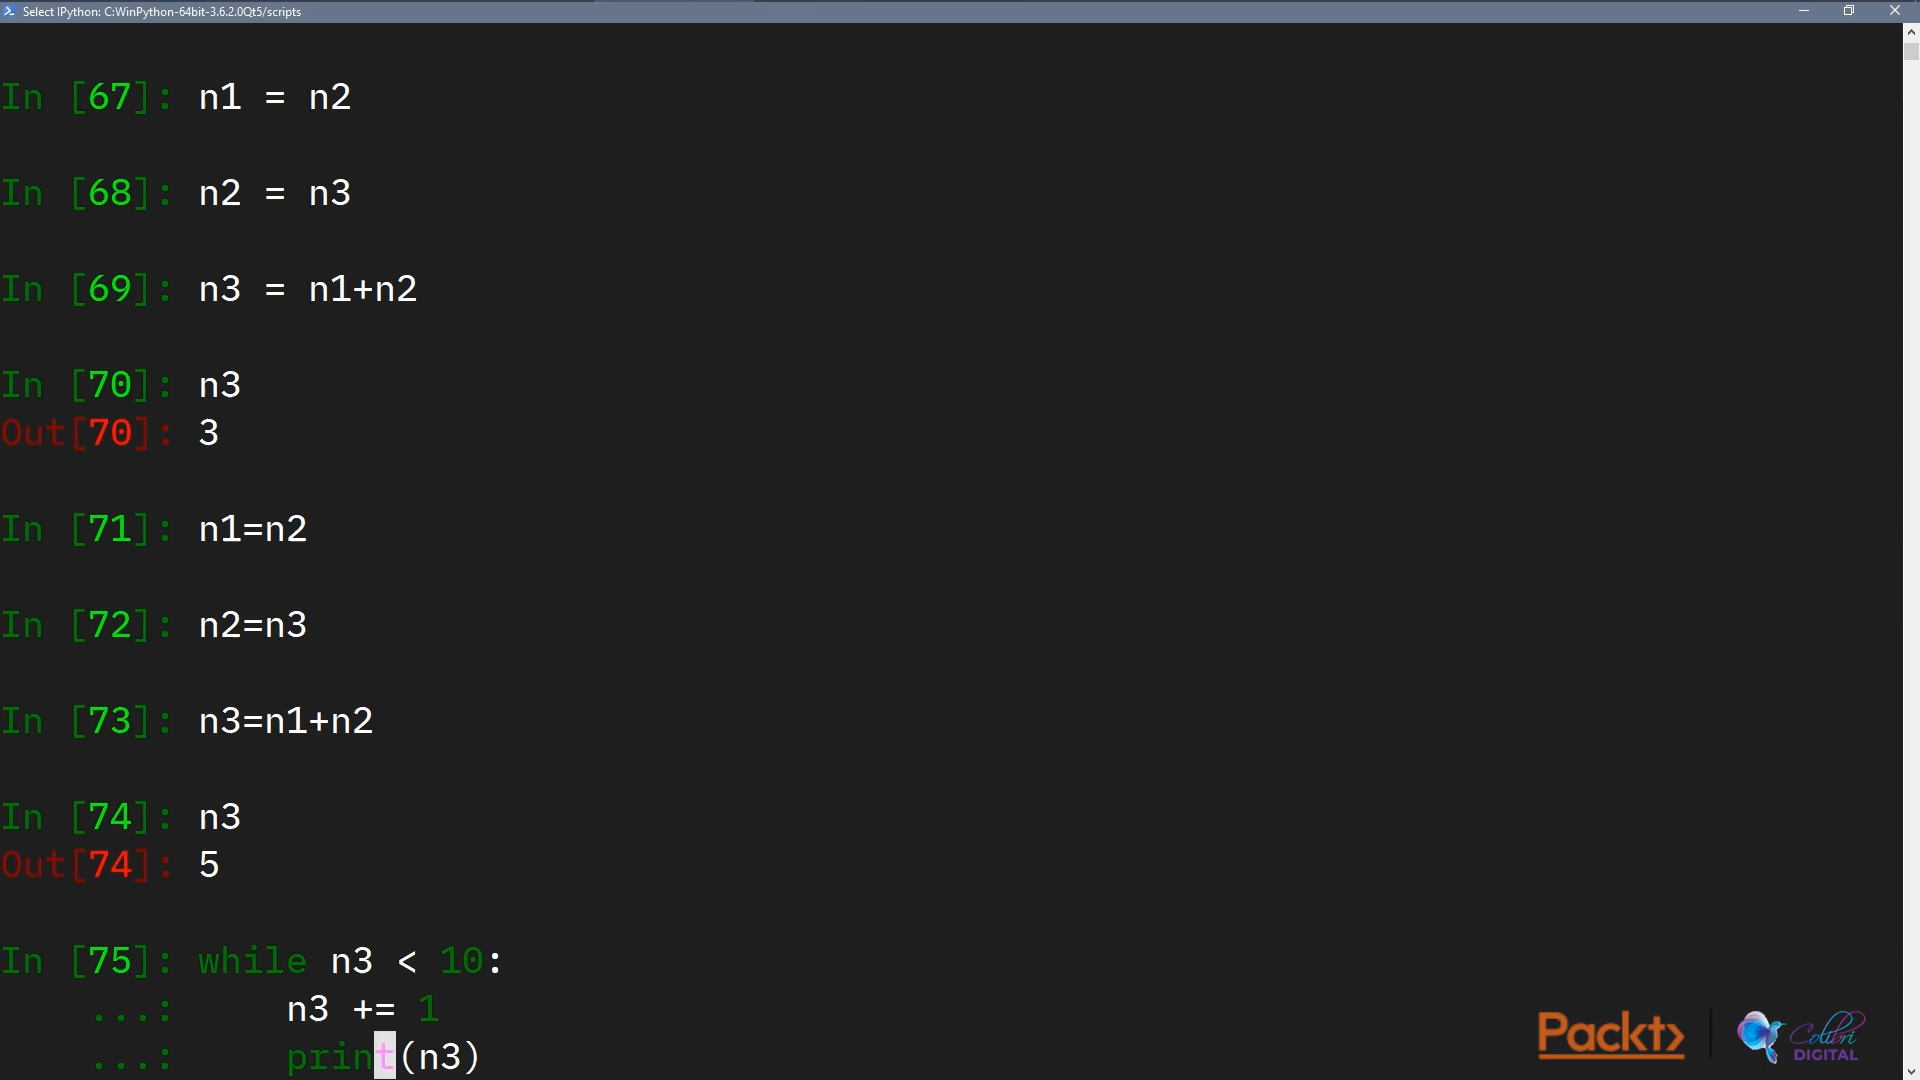 Select IPython: C:WinPython-64bit-3.6.2.0Qt5/scripts
In [67]: n1 = n2
In [68]: n2 = n3
In [69]: n3 = n1+n2
In [70]: n3
Out[70]: 3
In [71]: n1=n2
In [72]: n2=n3
In [73]: n3=n1+n2
In [74]: n3
Out[74]: 5
In [75]: while n3 < 10:
...: n3 += 1
...: print(n3)
Packt>
Colibri
DIGITAL